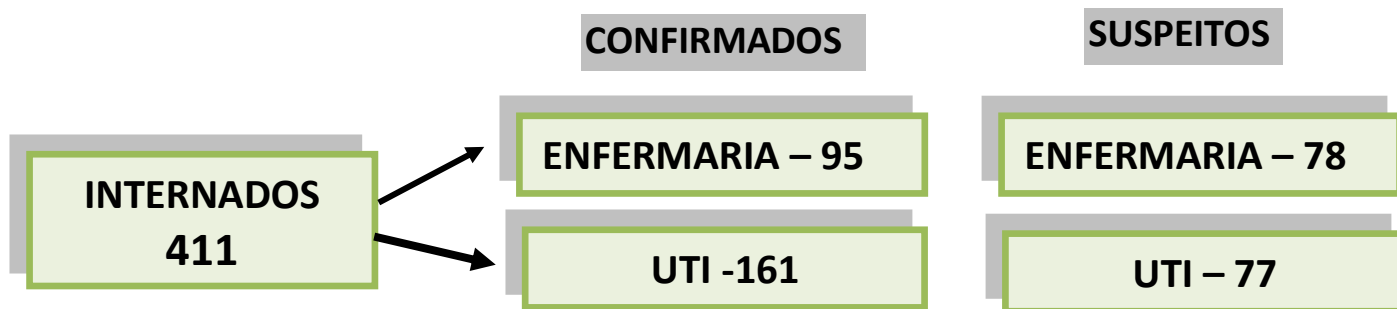 CONFIRMADOS
SUSPEITOS
INTERNADOS
411
ENFERMARIA – 95
ENFERMARIA – 78
UTI -161
UTI – 77